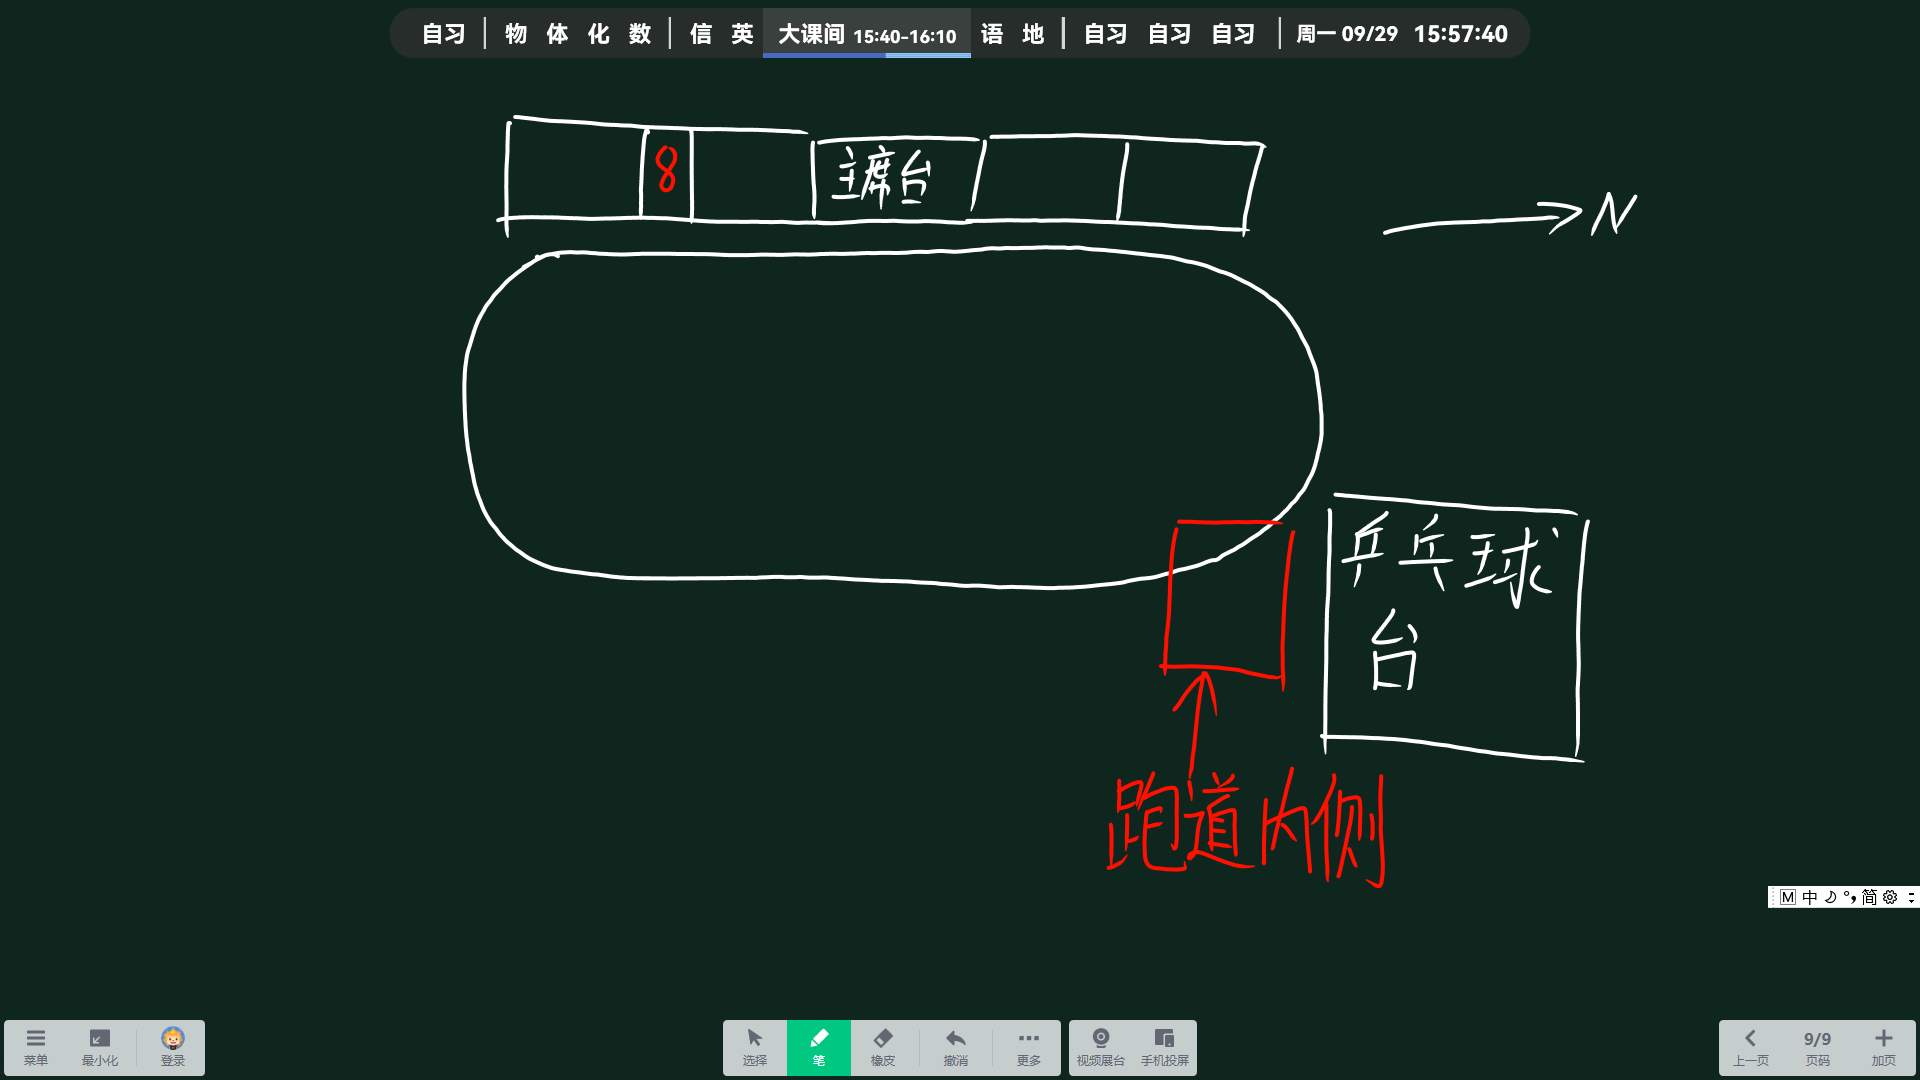 自习 | 物 体 化 数 | 信 英 大课间 15:40-16:10 语 地 | 自习 自习 自习 | 周一 09/29 15:57:40
8 主席台
N
乒乓球
台
跑道内侧
M 中 简
菜单 最小化 登录 选择 笔 橡皮 撤消 更多 视频展台 手机投屏 上一页 9/9 页码 加页